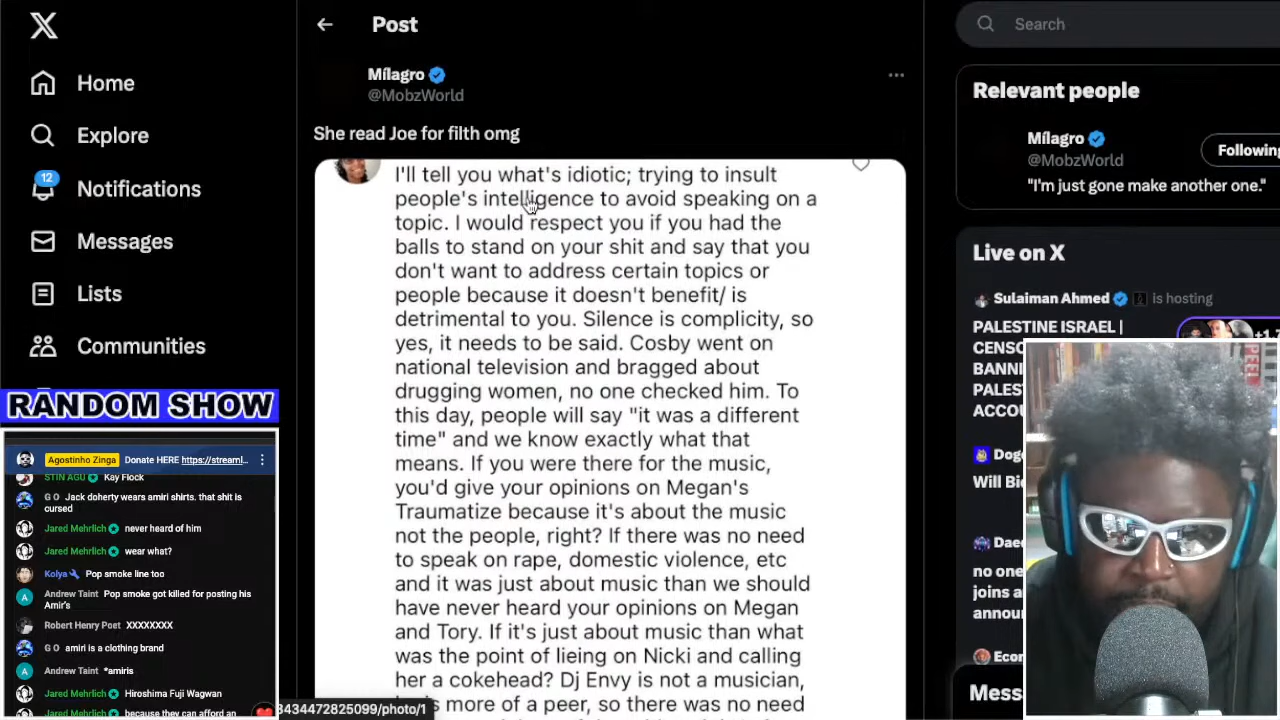 Home
Explore
12
Notifications
Messages
Lists
Communities
Post
Mílagro
@MobzWorld
She read Joe for filth omg
I'll tell you what's idiotic; trying to insult
people's intelligence to avoid speaking on a
topic. I would respect you if you had the
balls to stand on your shit and say that you
don't want to address certain topics or
people because it doesn't benefit/ is
detrimental to you. Silence is complicity, so
yes, it needs to be said. Cosby went on
national television and bragged about
drugging women, no one checked him. To
this day, people will say "it was a different
time" and we know exactly what that
means. If you were there for the music,
you'd give your opinions on Megan's
Traumatize because it's about the music
not the people, right? If there was no need
to speak on rape, domestic violence, etc
and it was just about music than we should
have never heard your opinions on Megan
and Tory. If it's just about music than what
was the point of lieing on Nicki and calling
her a cokehead? Dj Envy is not a musician,
more of a peer, so there was no need
3434472825099/photo/1
Search
Relevant people
Mílagro
@MobzWorld
Following
"I'm just gone make another one."
Live on X
Sulaiman Ahmed is hosting
PALESTINE ISRAEL |
CENSO
BANNI
PALES
ACCOU
Doge
Will Bi
Dae
no one
joins a
annou
Econ
Mess
RANDOM SHOW
Agostinho Zinga Donate HERE https://streaml...
STIN AGU Kay Flock
G O Jack doherty wears amiri shirts. that shit is
cursed
Jared Mehrlich never heard of him
Jared Mehrlich wear what?
Kolya Pop smoke line too
Andrew Taint Pop smoke got killed for posting his
Amir's
Robert Henry Poet XXXXXXXX
G O amiri is a clothing brand
Andrew Taint *amiris
Jared Mehrlich Hiroshima Fuji Wagwan
Jared Mehrlich because they can afford an